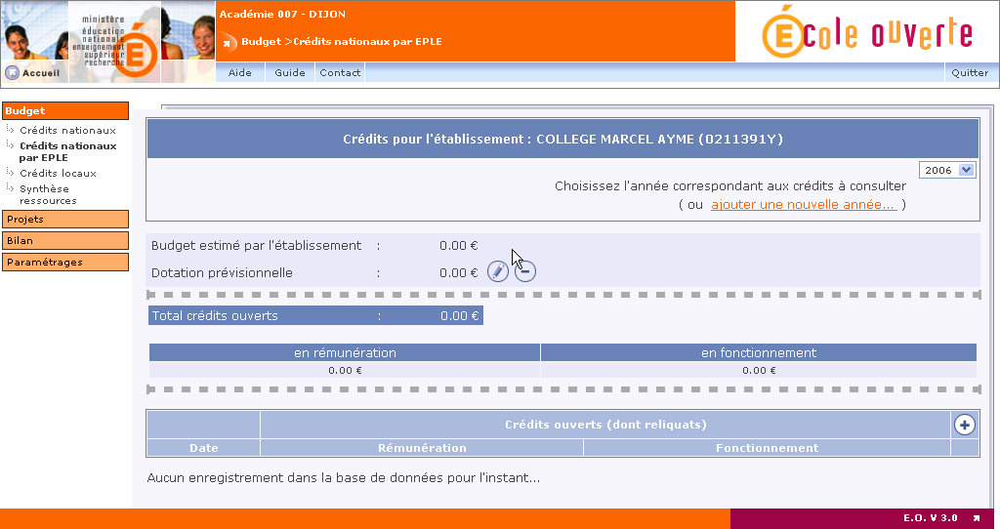 ministère
éducation
nationale
enseignement
supérieur
recherche
É
Accueil
Académie 007 - DIJON
Budget >Crédits nationaux par EPLE
École ouverte
Aide
Guide
Contact
Quitter
Budget
Crédits nationaux
Crédits nationaux
par EPLE
Crédits locaux
Synthèse
ressources
Projets
Bilan
Paramétrages
Crédits pour l'établissement : COLLEGE MARCEL AYME (0211391Y)
2006
Choisissez l'année correspondant aux crédits à consulter
( ou ajouter une nouvelle année... )
Budget estimé par l'établissement : 0.00 €
Dotation prévisionnelle : 0.00 €
Total crédits ouverts : 0.00 €
en rémunération en fonctionnement
0.00 € 0.00 €
Crédits ouverts (dont reliquats)
Date Rémunération Fonctionnement
Aucun enregistrement dans la base de données pour l'instant...
E.O. V 3.0